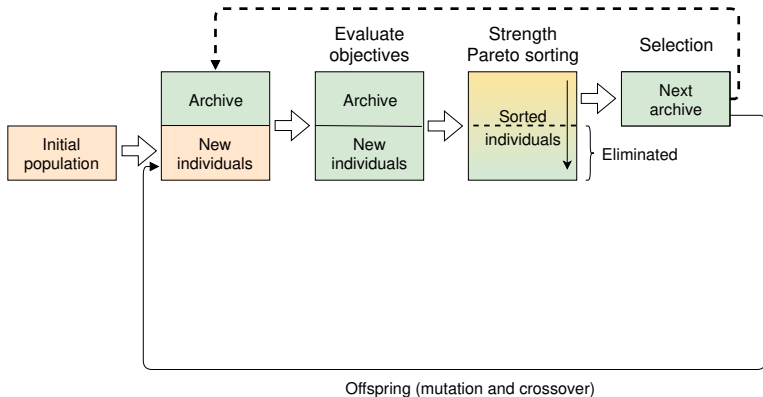 Evaluate
objectives
Strength
Pareto sorting
Selection
Initial
population
Archive
New
individuals
Archive
New
individuals
Sorted
individuals
Eliminated
Next
archive
Offspring (mutation and crossover)